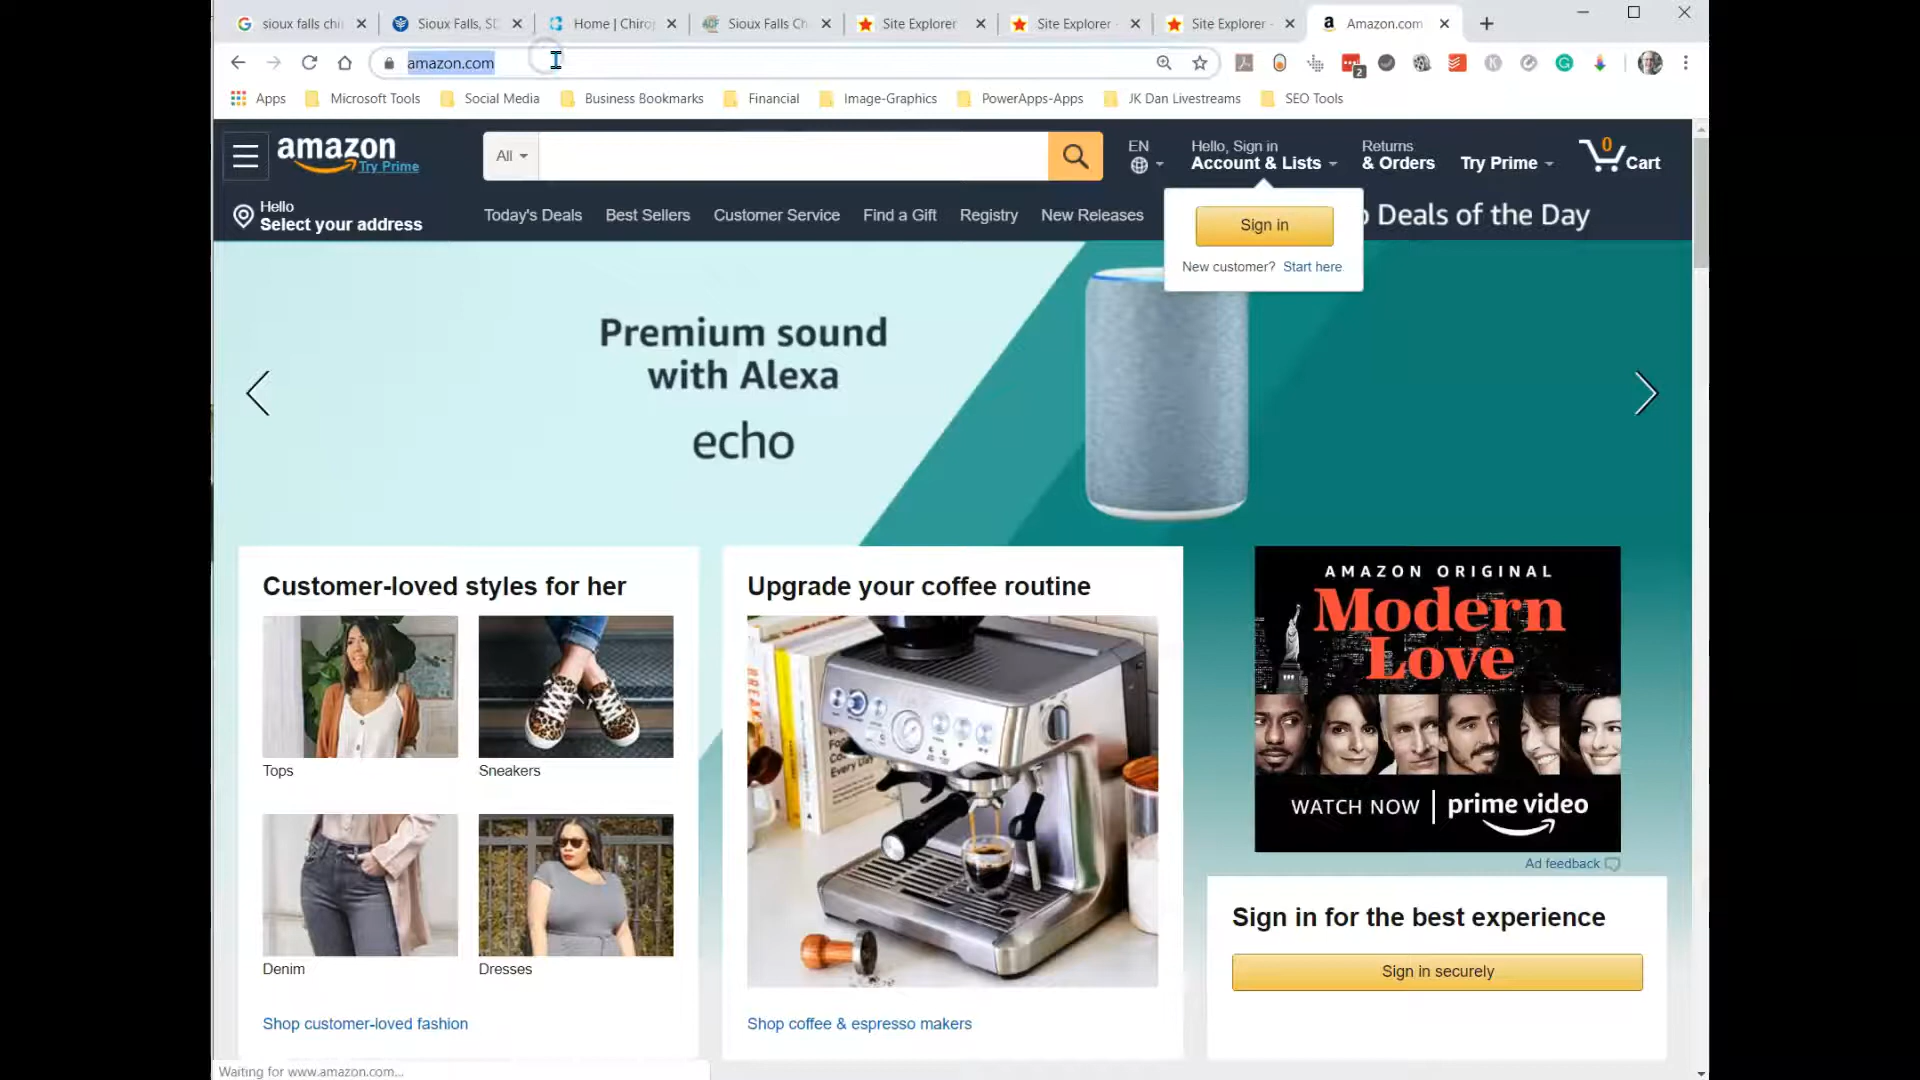 sioux falls chi
Sioux Falls, SD
Home | Chirop
Sioux Falls Ch
Site Explorer
Site Explorer -
Site Explorer -
Amazon.com
amazon.com
2
Apps
Microsoft Tools
Social Media
Business Bookmarks
Financial
Image-Graphics
PowerApps-Apps
JK Dan Livestreams
SEO Tools
amazon
Try Prime
All
EN
Hello, Sign in
Account & Lists
Returns
& Orders
Try Prime
0
Cart
Hello
Select your address
Today's Deals
Best Sellers
Customer Service
Find a Gift
Registry
New Releases
Deals of the Day
Sign in
New customer? Start here.
Premium sound
with Alexa
echo
Customer-loved styles for her
Tops
Sneakers
Denim
Dresses
Shop customer-loved fashion
Upgrade your coffee routine
Every Day
Shop coffee & espresso makers
AMAZON ORIGINAL
Modern
Love
WATCH NOW | prime video
Ad feedback
Sign in for the best experience
Sign in securely
Waiting for www.amazon.com...